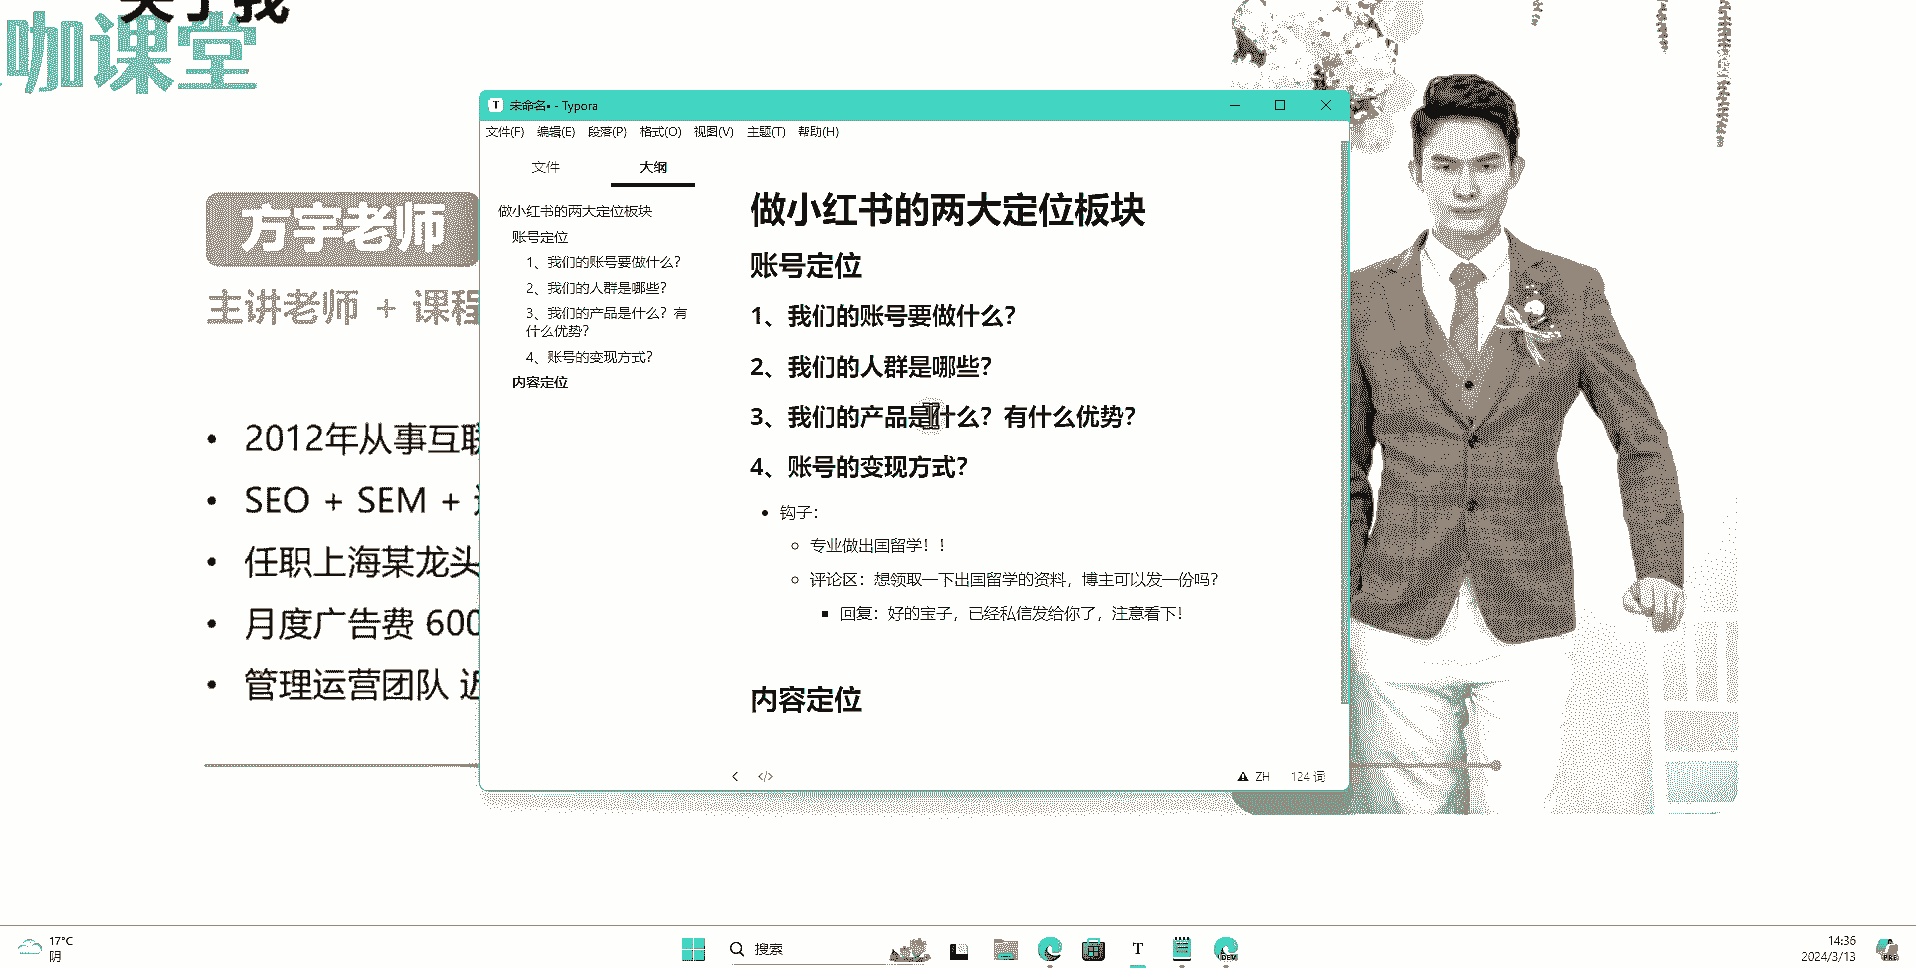 关于我
咖课堂
方宇老师
主讲老师 + 课程
2012年从事互联
SEO + SEM +
任职上海某龙头
月度广告费 600
管理运营团队 近
未命名• - Typora
文件(F) 编辑(E) 段落(P) 格式(O) 视图(V) 主题(T) 帮助(H)
文件 大纲
做小红书的两大定位板块
账号定位
1、我们的账号要做什么？
2、我们的人群是哪些？
3、我们的产品是什么？有
什么优势？
4、账号的变现方式？
内容定位
做小红书的两大定位板块
账号定位
1、我们的账号要做什么？
2、我们的人群是哪些？
3、我们的产品是什么？有什么优势？
4、账号的变现方式？
钩子：
专业做出国留学！！
评论区：想领取一下出国留学的资料，博主可以发一份吗？
回复：好的宝子，已经私信发给你了，注意看下！
内容定位
ZH 124 词
17°C
阴
搜索
14:36
2024/3/13